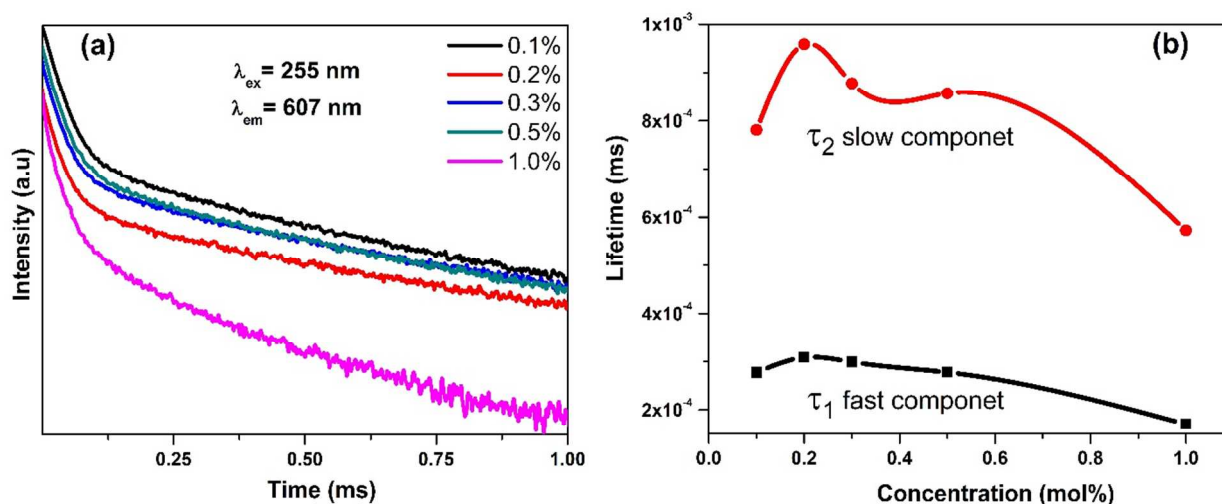 (a)
λex= 255 nm
λem= 607 nm
0.1%
0.2%
0.3%
0.5%
1.0%
Intensity (a.u)
0.25 0.50 0.75 1.00
Time (ms)
(b)
1x10⁻³
8x10⁻⁴
6x10⁻⁴
4x10⁻⁴
2x10⁻⁴
Lifetime (ms)
τ2 slow componet
τ1 fast componet
0.0 0.2 0.4 0.6 0.8 1.0
Concentration (mol%)